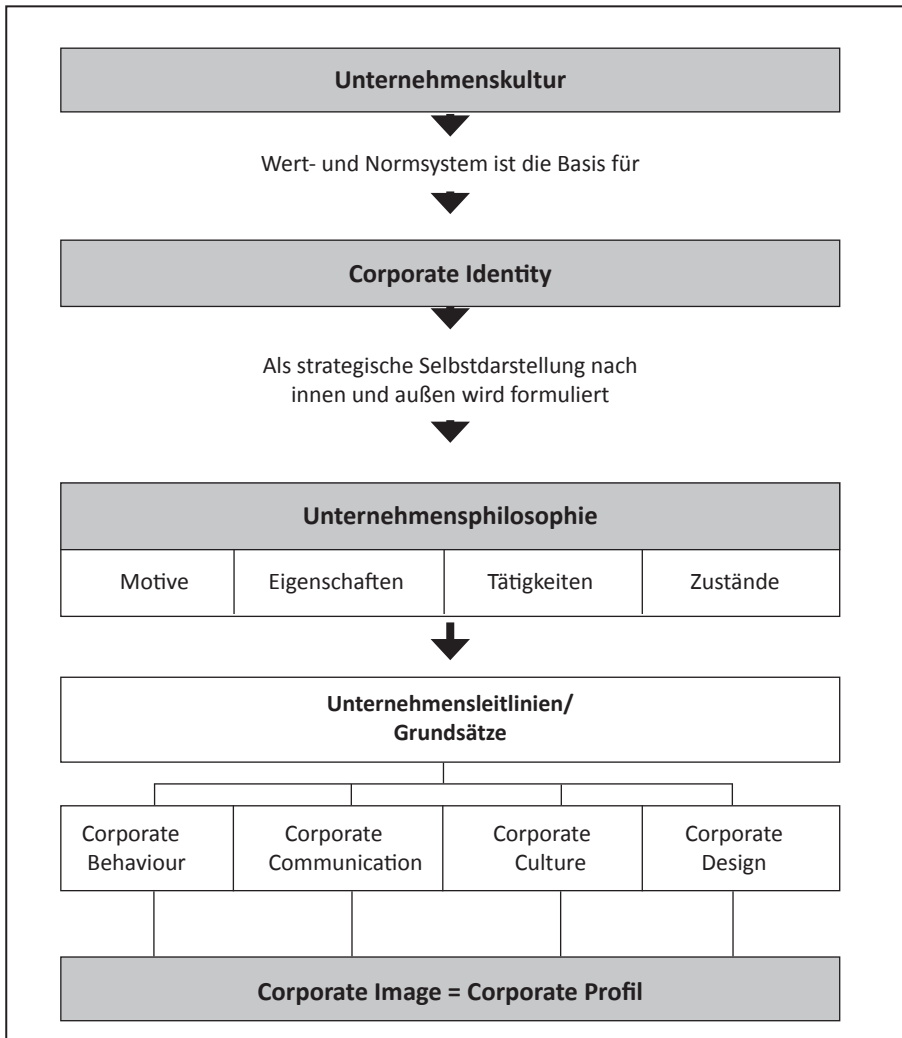 Unternehmenskultur
Wert- und Normsystem ist die Basis für
Corporate Identity
Als strategische Selbstdarstellung nach
innen und außen wird formuliert
Unternehmensphilosophie
Motive
Eigenschaften
Tätigkeiten
Zustände
Unternehmensleitlinien/
Grundsätze
Corporate
Behaviour
Corporate
Communication
Corporate
Culture
Corporate
Design
Corporate Image = Corporate Profil